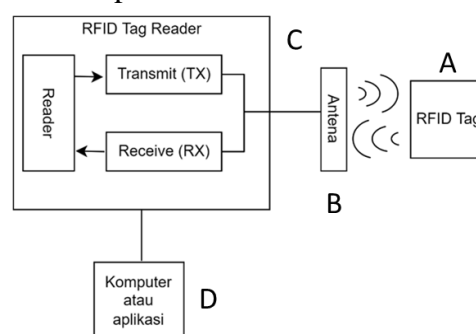 RFID Tag Reader
C
A
Reader
Transmit (TX)
Receive (RX)
Antena
RFID Tag
B
Komputer
atau
aplikasi
D